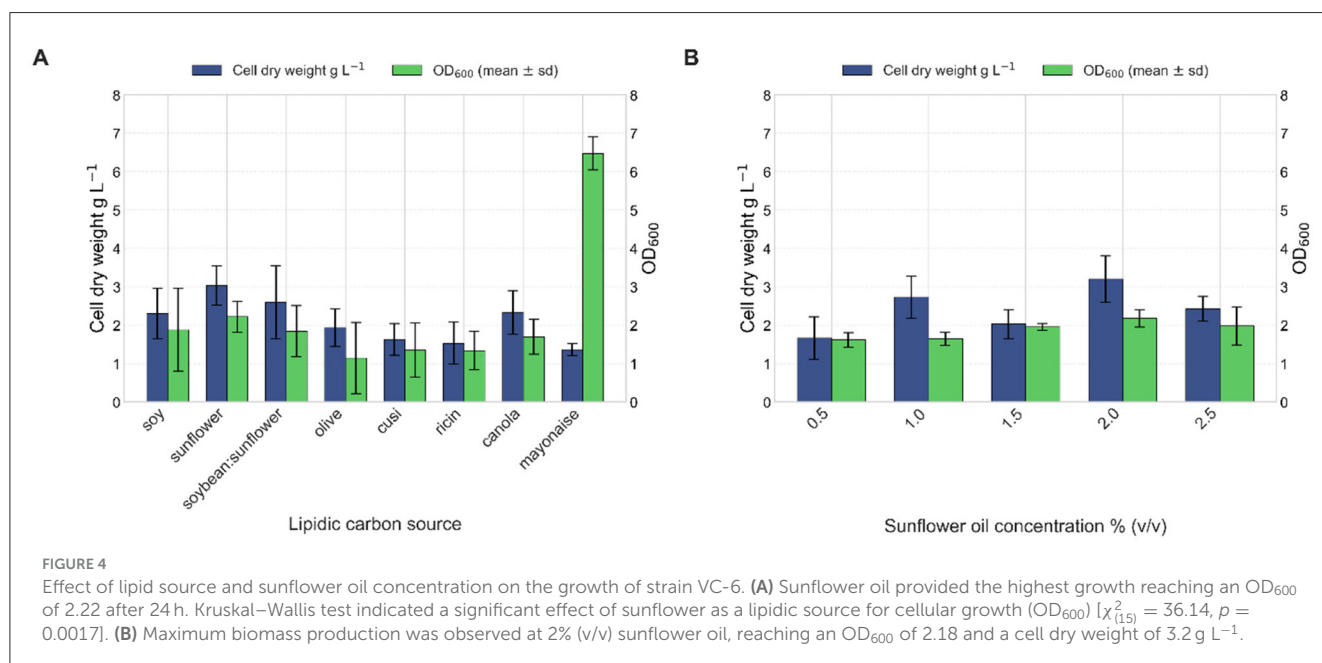 A
B
Cell dry weight g L⁻¹ OD₆₀₀ (mean ± sd)
Cell dry weight g L⁻¹ OD₆₀₀ (mean ± sd)
8
7
6
5
4
3
2
1
0
Cell dry weight g L⁻¹
8
7
6
5
4
3
2
1
0
OD₆₀₀
soy
sunflower
soybean:sunflower
olive
cusi
ricin
canola
mayonaise
Lipidic carbon source
8
7
6
5
4
3
2
1
0
Cell dry weight g L⁻¹
8
7
6
5
4
3
2
1
0
OD₆₀₀
0.5
1.0
1.5
2.0
2.5
Sunflower oil concentration % (v/v)
FIGURE 4
Effect of lipid source and sunflower oil concentration on the growth of strain VC-6. (A) Sunflower oil provided the highest growth reaching an OD₆₀₀
of 2.22 after 24 h. Kruskal–Wallis test indicated a significant effect of sunflower as a lipidic source for cellular growth (OD₆₀₀) [χ²₍₁₅₎ = 36.14, p =
0.0017]. (B) Maximum biomass production was observed at 2% (v/v) sunflower oil, reaching an OD₆₀₀ of 2.18 and a cell dry weight of 3.2 g L⁻¹.